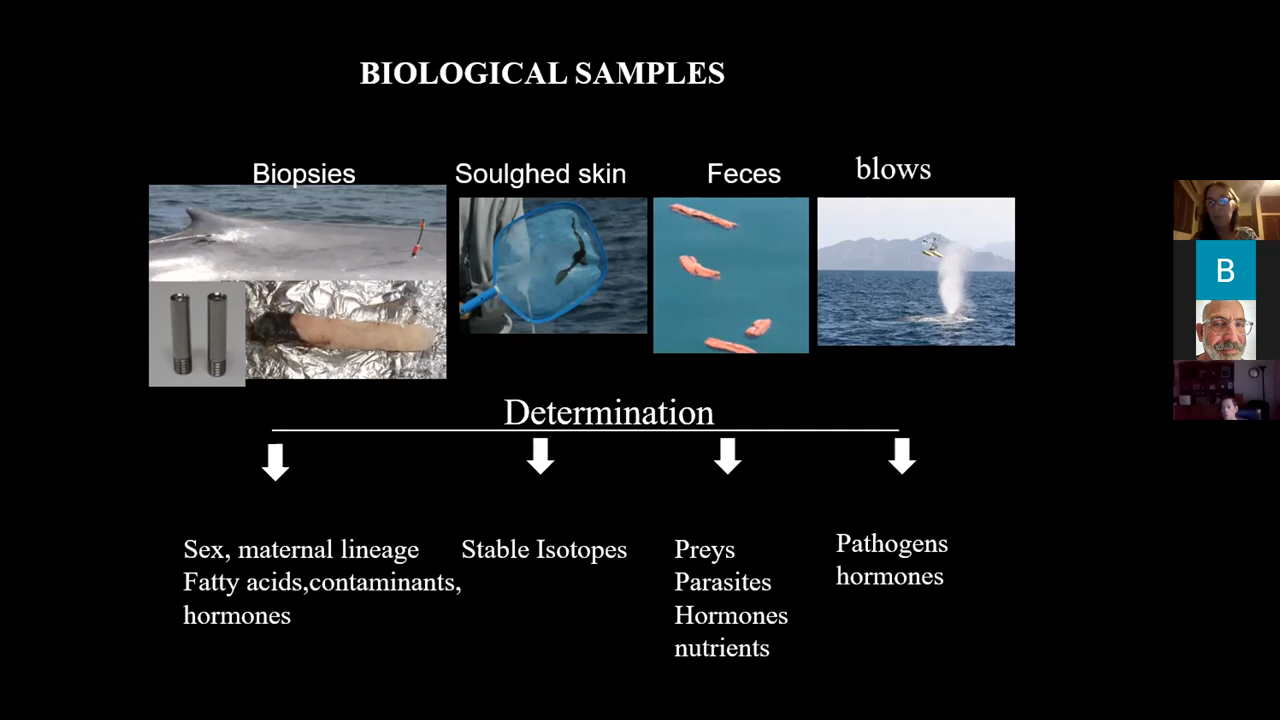 BIOLOGICAL SAMPLES
Biopsies
Soulghed skin
Feces
blows
B
Determination
Sex, maternal lineage
Fatty acids,contaminants,
hormones
Stable Isotopes
Preys
Parasites
Hormones
nutrients
Pathogens
hormones